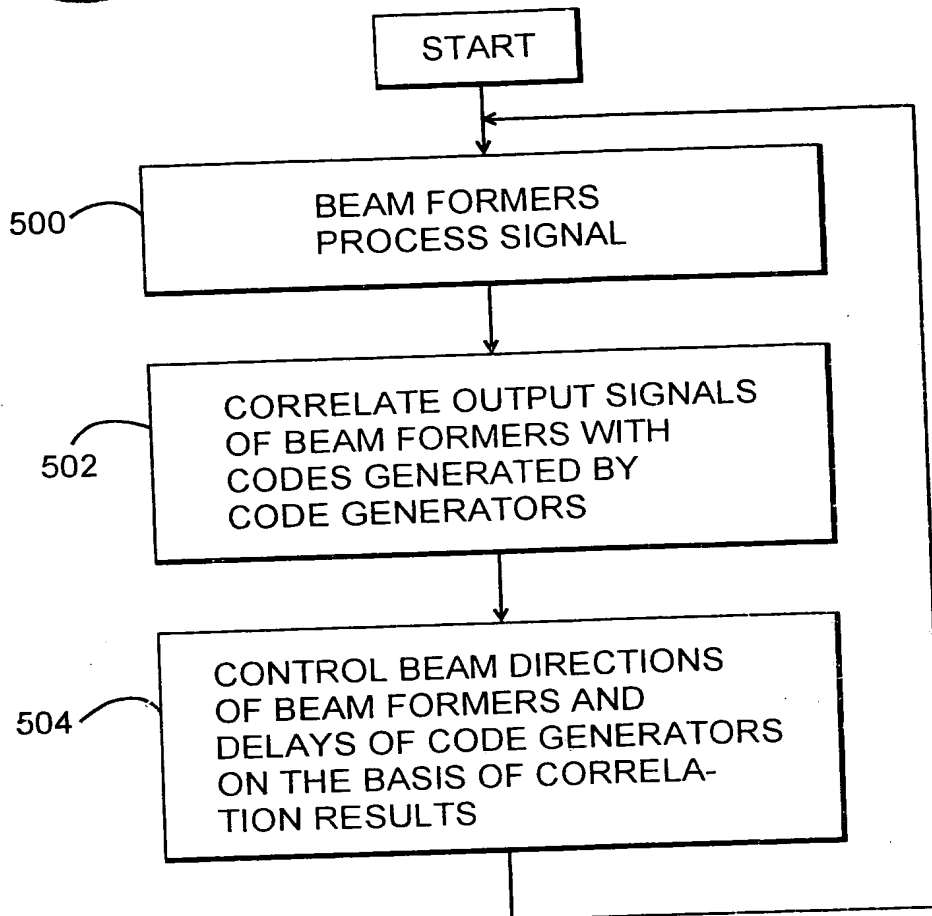 START
500
BEAM FORMERS
PROCESS SIGNAL
502
CORRELATE OUTPUT SIGNALS
OF BEAM FORMERS WITH
CODES GENERATED BY
CODE GENERATORS
504
CONTROL BEAM DIRECTIONS
OF BEAM FORMERS AND
DELAYS OF CODE GENERATORS
ON THE BASIS OF CORRELA-
TION RESULTS